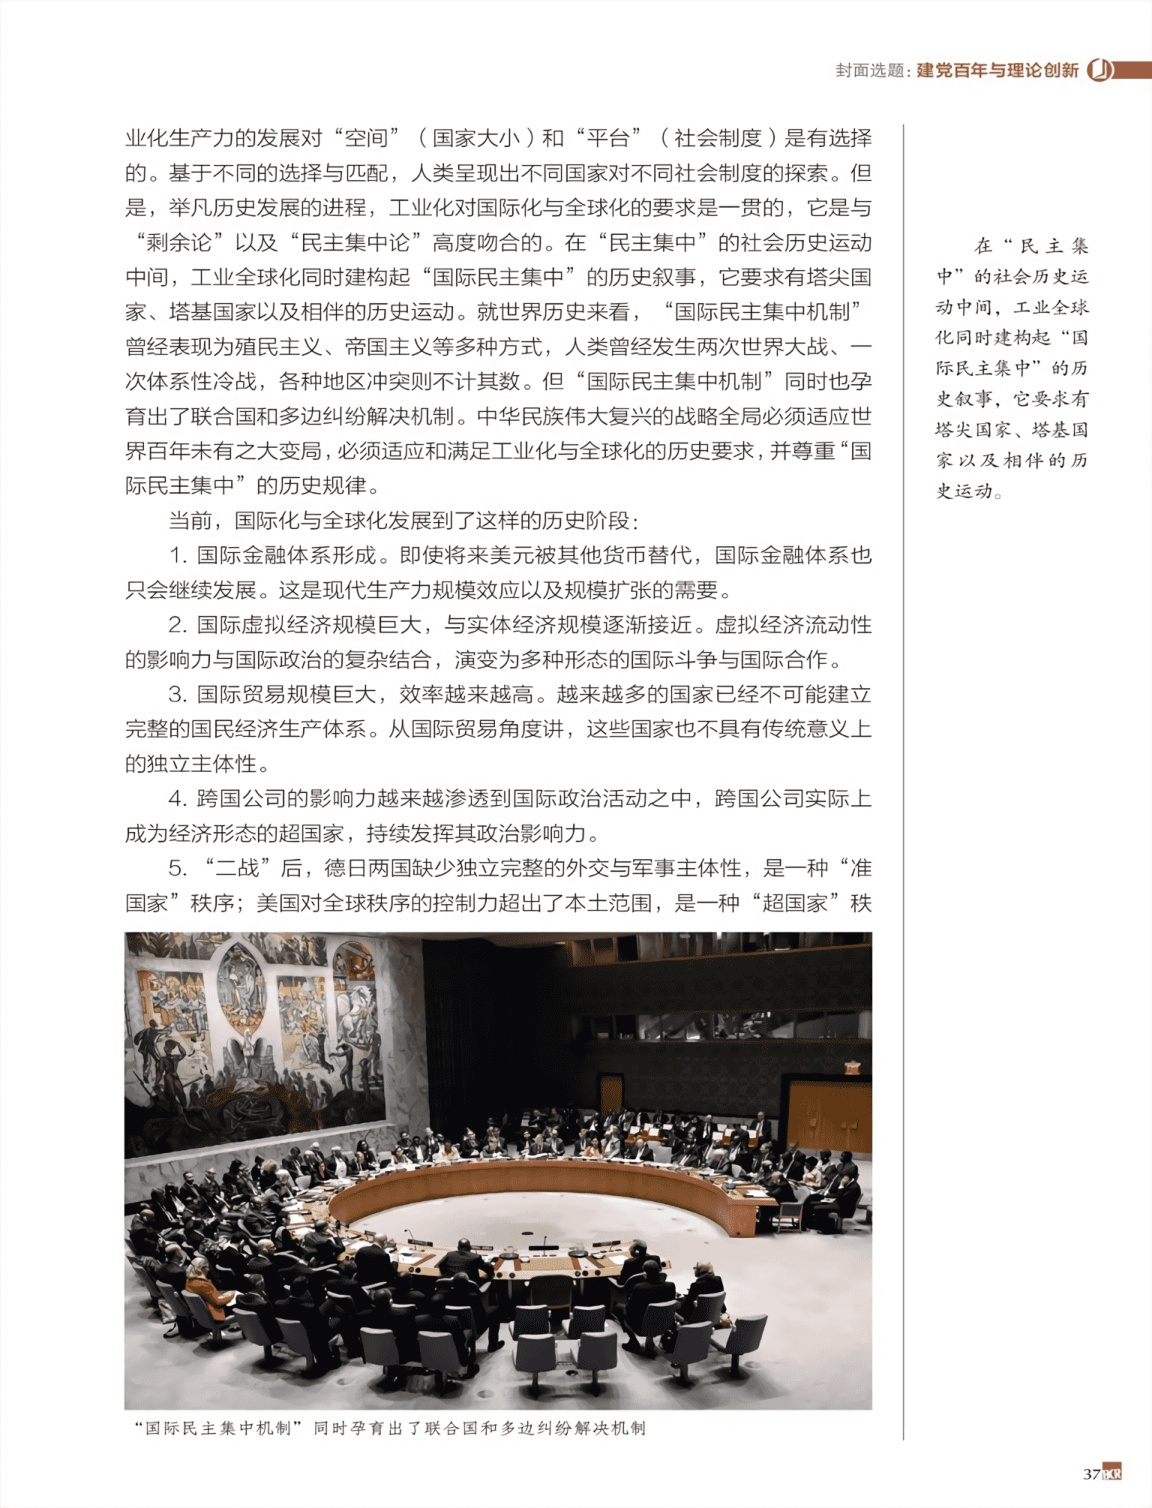 封面选题：建党百年与理论创新
业化生产力的发展对“空间”（国家大小）和“平台”（社会制度）是有选择
的。基于不同的选择与匹配，人类呈现出不同国家对不同社会制度的探索。但
是，举凡历史发展的进程，工业化对国际化与全球化的要求是一贯的，它是与
“剩余论”以及“民主集中论”高度吻合的。在“民主集中”的社会历史运动
中间，工业全球化同时建构起“国际民主集中”的历史叙事，它要求有塔尖国
家、塔基国家以及相伴的历史运动。就世界历史来看，“国际民主集中机制”
曾经表现为殖民主义、帝国主义等多种方式，人类曾经发生两次世界大战、一
次体系性冷战，各种地区冲突则不计其数。但“国际民主集中机制”同时也孕
育出了联合国和多边纠纷解决机制。中华民族伟大复兴的战略全局必须适应世
界百年未有之大变局，必须适应和满足工业化与全球化的历史要求，并尊重“国
际民主集中”的历史规律。
当前，国际化与全球化发展到了这样的历史阶段：
1. 国际金融体系形成。即使将来美元被其他货币替代，国际金融体系也
只会继续发展。这是现代生产力规模效应以及规模扩张的需要。
2. 国际虚拟经济规模巨大，与实体经济规模逐渐接近。虚拟经济流动性
的影响力与国际政治的复杂结合，演变为多种形态的国际斗争与国际合作。
3. 国际贸易规模巨大，效率越来越高。越来越多的国家已经不可能建立
完整的国民经济生产体系。从国际贸易角度讲，这些国家也不具有传统意义上
的独立主体性。
4. 跨国公司的影响力越来越渗透到国际政治活动之中，跨国公司实际上
成为经济形态的超国家，持续发挥其政治影响力。
5. “二战”后，德日两国缺少独立完整的外交与军事主体性，是一种“准
国家”秩序；美国对全球秩序的控制力超出了本土范围，是一种“超国家”秩
“国际民主集中机制”同时孕育出了联合国和多边纠纷解决机制
在“民主集
中”的社会历史运
动中间，工业全球
化同时建构起“国
际民主集中”的历
史叙事，它要求有
塔尖国家、塔基国
家以及相伴的历
史运动。
37